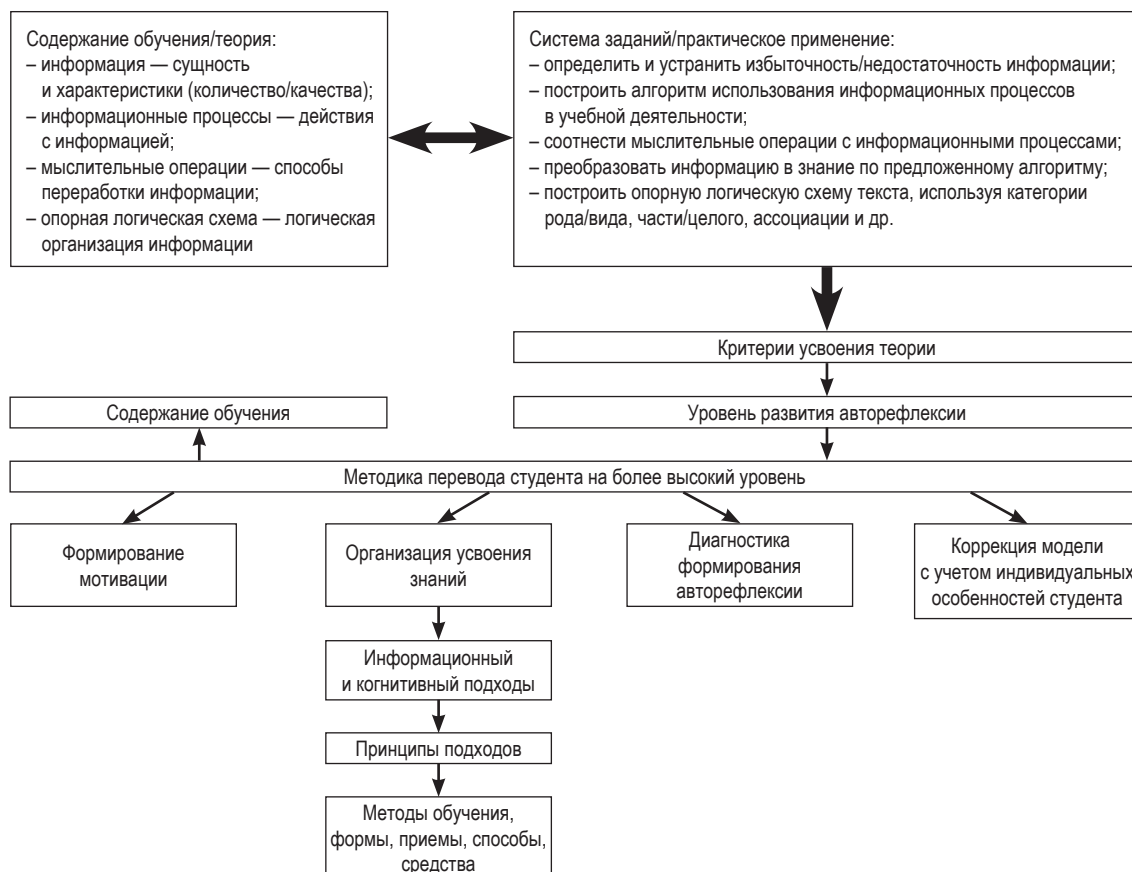 Содержание обучения/теория:
– информация — сущность
и характеристики (количество/качества);
– информационные процессы — действия
с информацией;
– мыслительные операции — способы
переработки информации;
– опорная логическая схема — логическая
организация информации
Система заданий/практическое применение:
– определить и устранить избыточность/недостаточность информации;
– построить алгоритм использования информационных процессов
в учебной деятельности;
– соотнести мыслительные операции с информационными процессами;
– преобразовать информацию в знание по предложенному алгоритму;
– построить опорную логическую схему текста, используя категории
рода/вида, части/целого, ассоциации и др.
Критерии усвоения теории
Содержание обучения
Уровень развития авторефлексии
Методика перевода студента на более высокий уровень
Формирование
мотивации
Организация усвоения
знаний
Диагностика
формирования
авторефлексии
Коррекция модели
с учетом индивидуальных
особенностей студента
Информационный
и когнитивный подходы
Принципы подходов
Методы обучения,
формы, приемы, способы,
средства